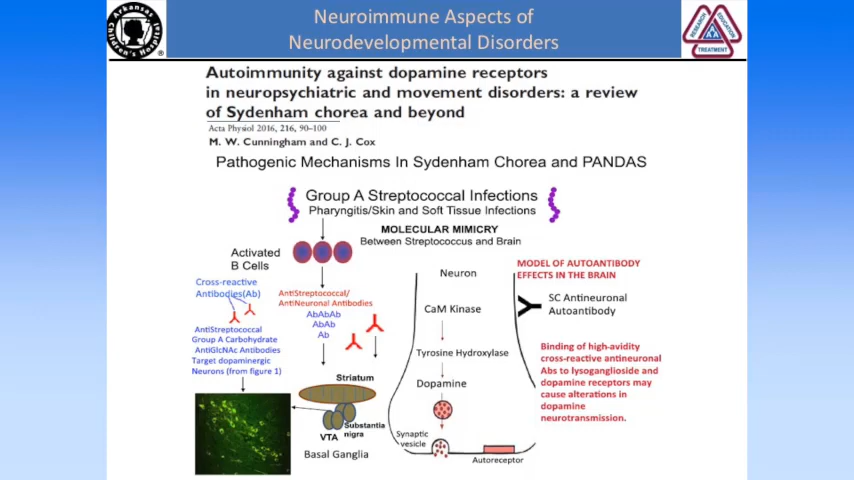 Arkansas
Children's Hospital
®
Neuroimmune Aspects of
Neurodevelopmental Disorders
RESEARCH
EDUCATION
TREATMENT
Autoimmunity against dopamine receptors
in neuropsychiatric and movement disorders: a review
of Sydenham chorea and beyond
Acta Physiol 2016, 216, 90–100
M. W. Cunningham and C. J. Cox
Pathogenic Mechanisms In Sydenham Chorea and PANDAS
Group A Streptococcal Infections
Pharyngitis/Skin and Soft Tissue Infections
MOLECULAR MIMICRY
Between Streptococcus and Brain
Activated
B Cells
Cross-reactive
Antibodies(Ab)
AntiStreptococcal
Group A Carbohydrate
AntiGlcNAc Antibodies
Target dopaminergic
Neurons (from figure 1)
AntiStreptococcal/
AntiNeuronal Antibodies
AbAbAb
AbAb
Ab
Striatum
Substantia
nigra
VTA
Basal Ganglia
Neuron
CaM Kinase
Tyrosine Hydroxylase
Dopamine
Synaptic
vesicle
Autoreceptor
MODEL OF AUTOANTIBODY
EFFECTS IN THE BRAIN
SC Antineuronal
Autoantibody
Binding of high-avidity
cross-reactive antineuronal
Abs to lysoganglioside and
dopamine receptors may
cause alterations in
dopamine
neurotransmission.